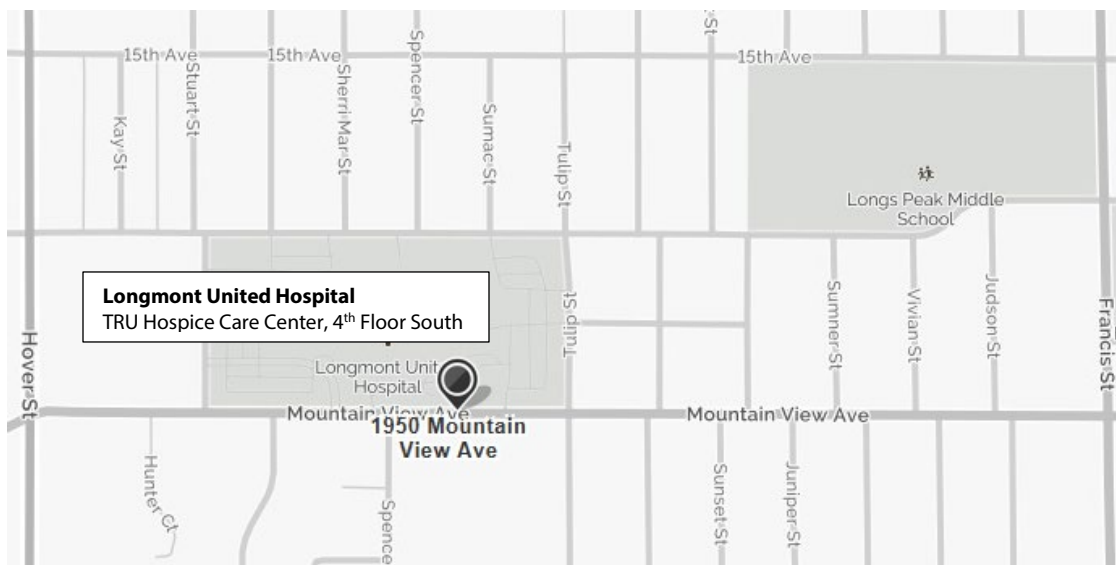 15th Ave
15th Ave
15th Ave
Kay St
Stuart St
Sherri Mar St
Spencer St
Sumac St
Tulip St
St
Longs Peak Middle
School
Longmont United Hospital
TRU Hospice Care Center, 4th Floor South
Hover St
Longmont Unit
Hospital
Tulip St
Sumner St
Vivian St
Judson St
Francis St
Mountain View Ave
Mountain View Ave
1950 Mountain
View Ave
Hunter Ct
Spence
Sunset St
Juniper St